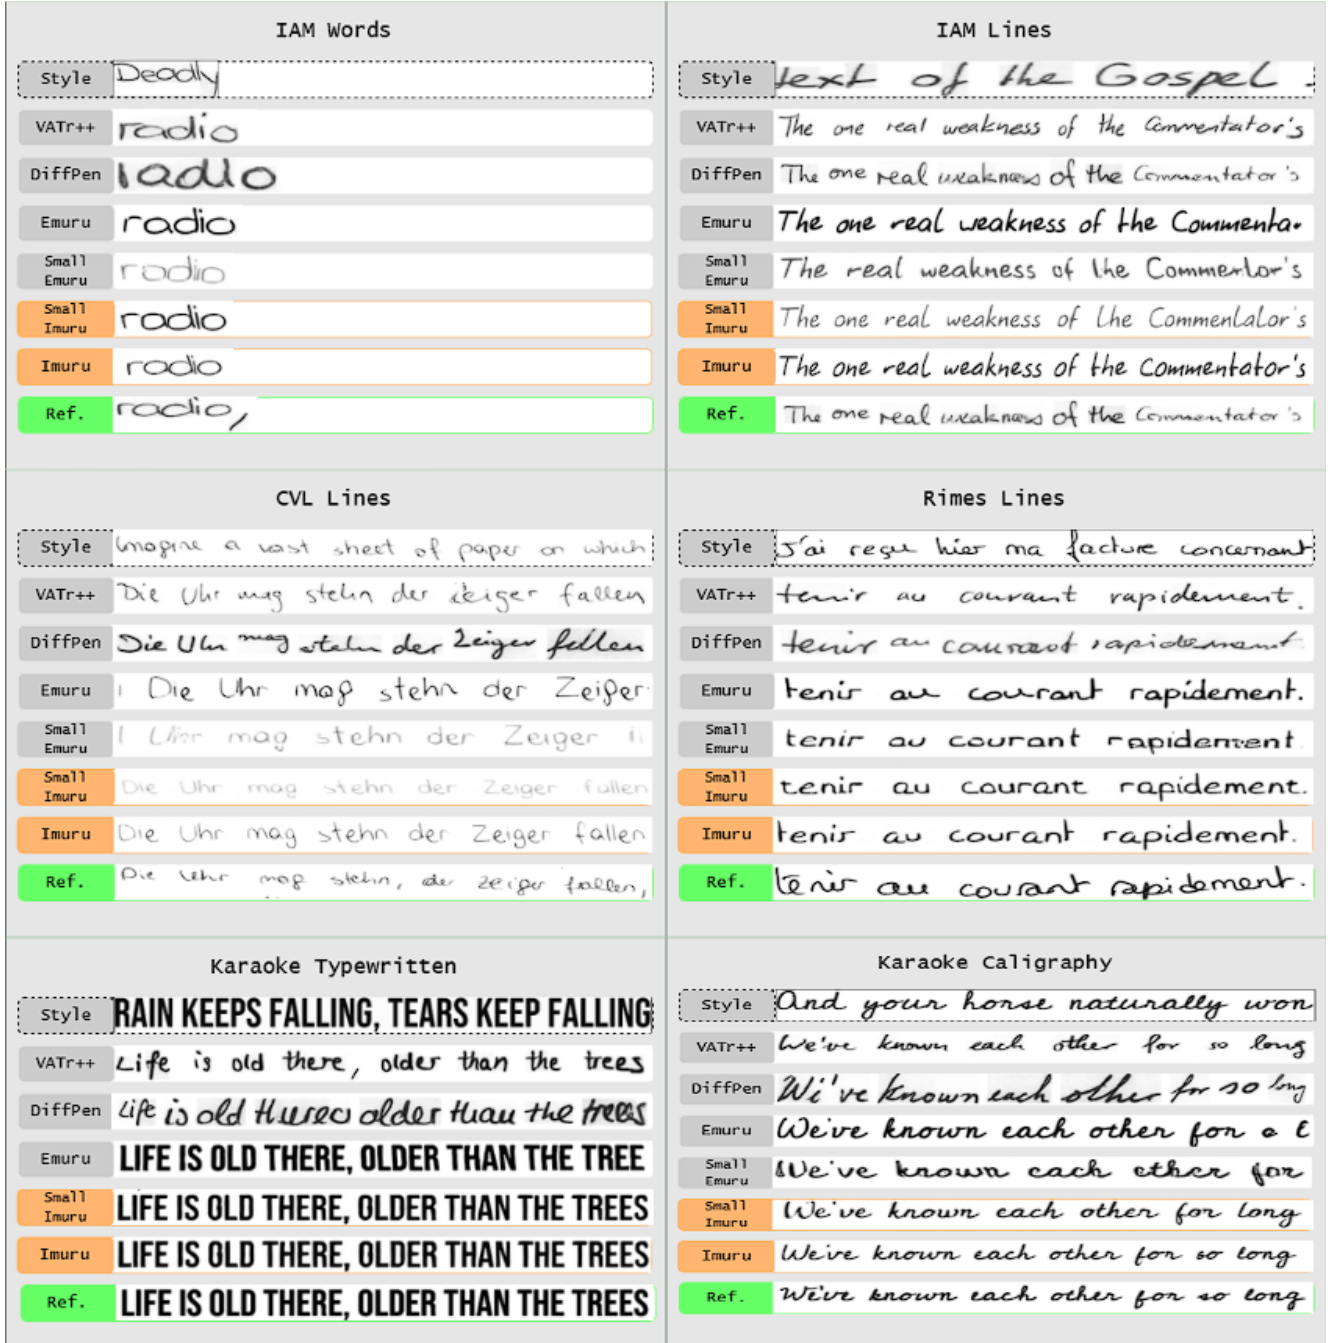 IAM Words
Style Deadly
VATr++ radio
DiffPen radio
Emuru radio
Small Emuru radio
Small Imuru radio
Imuru radio
Ref. radio,
IAM Lines
Style text of the Gospel .
VATr++ The one real weakness of the Commentator's
DiffPen The one real weakness of the Commentator's
Emuru The one real weakness of the Commenta.
Small Emuru The real weakness of the Commentor's
Small Imuru The one real weakness of Lhe Commenlalor's
Imuru The one real weakness of the Commentator's
Ref. The one real weakness of the Commentator's
CVL Lines
Style Imagine a vast sheet of paper on which
VATr++ Die Uhr mag stehn der Zeiger fallen
DiffPen Die Uhr mag stehn der Zeiger fallen
Emuru Die Uhr mag stehn der Zeiger
Small Emuru Uhr mag stehn der Zeiger
Small Imuru Die Uhr mag stehn der Zeiger fallen
Imuru Die Uhr mag stehn der Zeiger fallen
Ref. Die Uhr mag stehn, der Zeiger fallen,
Rimes Lines
Style J'ai reçu hier ma facture concernant
VATr++ tenir au courant rapidement.
DiffPen tenir au courant rapidement.
Emuru tenir au courant rapidement.
Small Emuru tenir au courant rapidement.
Small Imuru tenir au courant rapidement.
Imuru tenir au courant rapidement.
Ref. tenir au courant rapidement.
Karaoke Typewritten
Style RAIN KEEPS FALLING, TEARS KEEP FALLING
VATr++ Life is old there, older than the trees
DiffPen Life is old thereo older than the trees
Emuru LIFE IS OLD THERE, OLDER THAN THE TREE
Small Imuru LIFE IS OLD THERE, OLDER THAN THE TREES
Imuru LIFE IS OLD THERE, OLDER THAN THE TREES
Ref. LIFE IS OLD THERE, OLDER THAN THE TREES
Karaoke Caligraphy
Style And your horse naturally won
VATr++ We've known each other for so long
DiffPen Wi've known each other for so long
Emuru We've known each other for o l
Small Emuru We've known cach ether for
Small Imuru We've known cach other for long
Imuru We've known each other for so long
Ref. We've known each other for so long